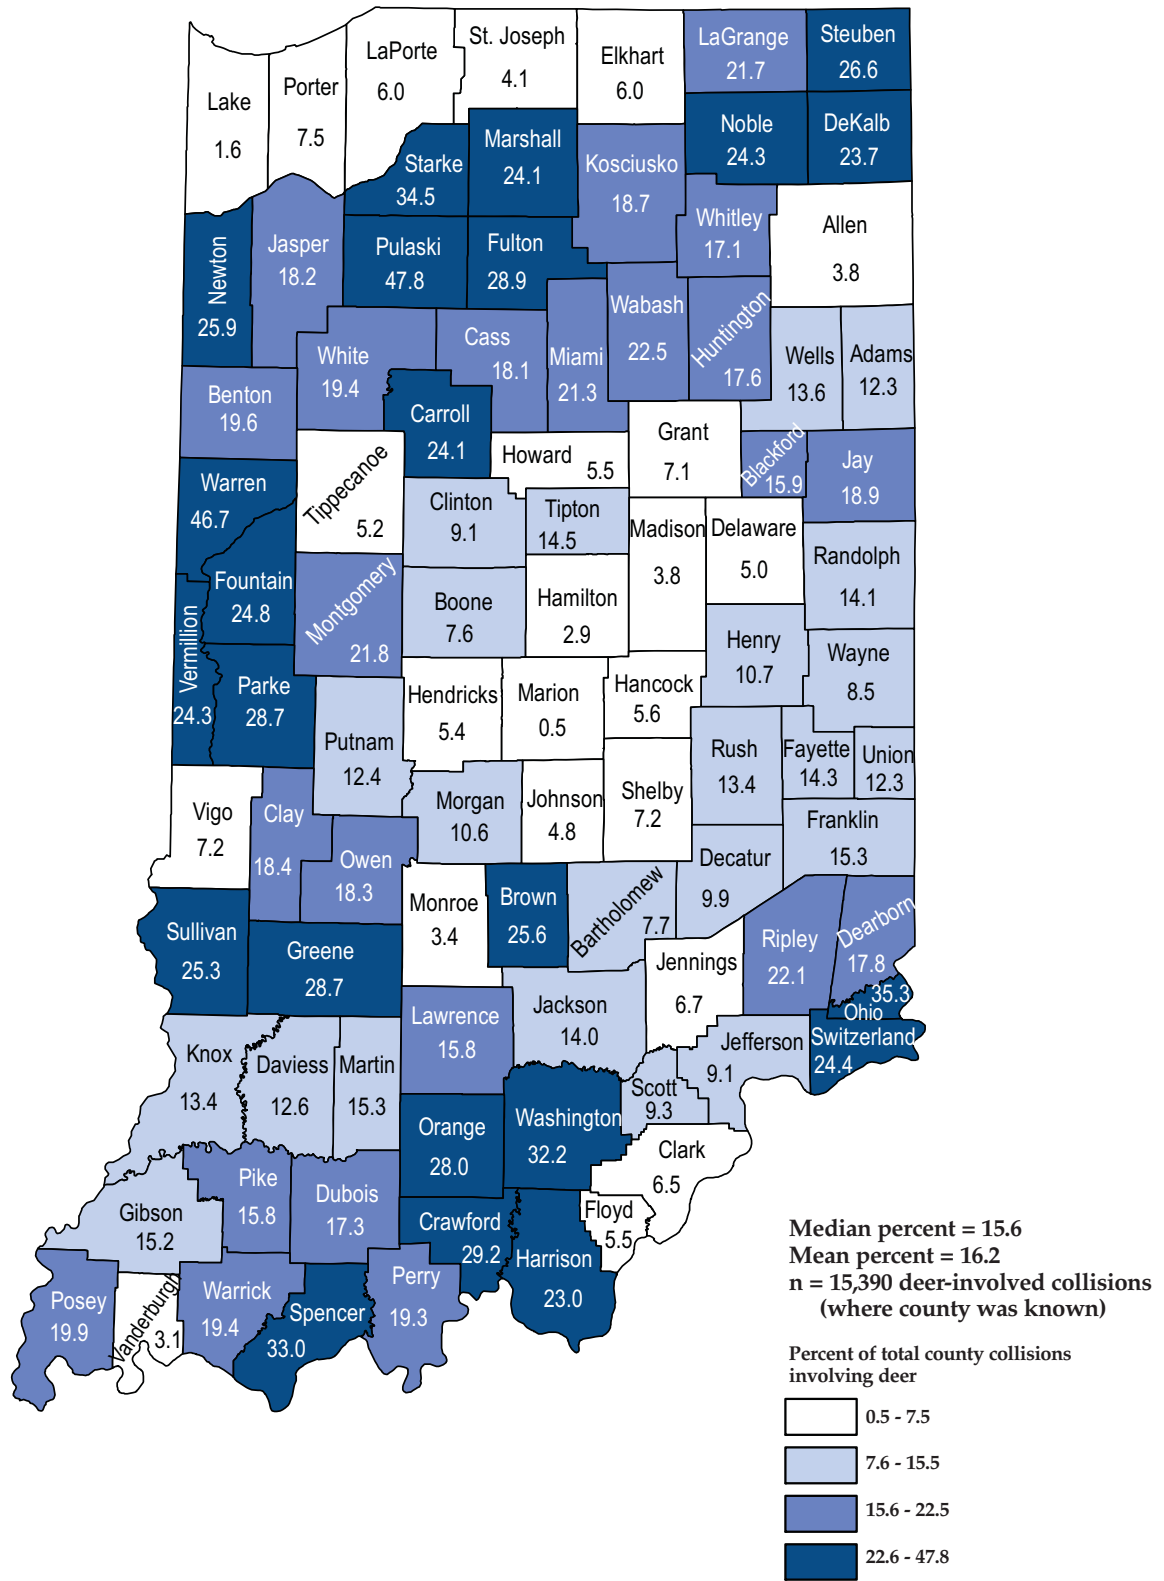 St. Joseph
4.1
LaPorte
6.0
Elkhart
6.0
LaGrange
21.7
Steuben
26.6
Lake
1.6
Porter
7.5
Starke
34.5
Marshall
24.1
Kosciusko
18.7
Noble
24.3
DeKalb
23.7
Whitley
17.1
Allen
3.8
Newton
25.9
Jasper
18.2
Pulaski
47.8
Fulton
28.9
White
19.4
Cass
18.1
Miami
21.3
Wabash
22.5
Huntington
17.6
Wells
13.6
Adams
12.3
Benton
19.6
Carroll
24.1
Howard
5.5
Grant
7.1
Blackford
15.9
Jay
18.9
Warren
46.7
Tippecanoe
5.2
Clinton
9.1
Tipton
14.5
Madison
3.8
Delaware
5.0
Randolph
14.1
Fountain
24.8
Montgomery
21.8
Boone
7.6
Hamilton
2.9
Henry
10.7
Wayne
8.5
Vermillion
24.3
Parke
28.7
Putnam
12.4
Hendricks
5.4
Marion
0.5
Hancock
5.6
Rush
13.4
Fayette
14.3
Union
12.3
Vigo
7.2
Clay
18.4
Owen
18.3
Morgan
10.6
Johnson
4.8
Shelby
7.2
Decatur
9.9
Franklin
15.3
Sullivan
25.3
Greene
28.7
Monroe
3.4
Brown
25.6
Bartholomew
7.7
Jennings
6.7
Ripley
22.1
Dearborn
17.8
35.3
Ohio
Switzerland
24.4
Knox
13.4
Daviess
12.6
Martin
15.3
Lawrence
15.8
Jackson
14.0
Scott
9.3
Jefferson
9.1
Orange
28.0
Washington
32.2
Clark
6.5
Gibson
15.2
Pike
15.8
Dubois
17.3
Crawford
29.2
Harrison
23.0
Floyd
5.5
Posey
19.9
Vanderburgh
3.1
Warrick
19.4
Spencer
33.0
Perry
19.3
Median percent = 15.6
Mean percent = 16.2
n = 15,390 deer-involved collisions
(where county was known)
Percent of total county collisions
involving deer
0.5 - 7.5
7.6 - 15.5
15.6 - 22.5
22.6 - 47.8